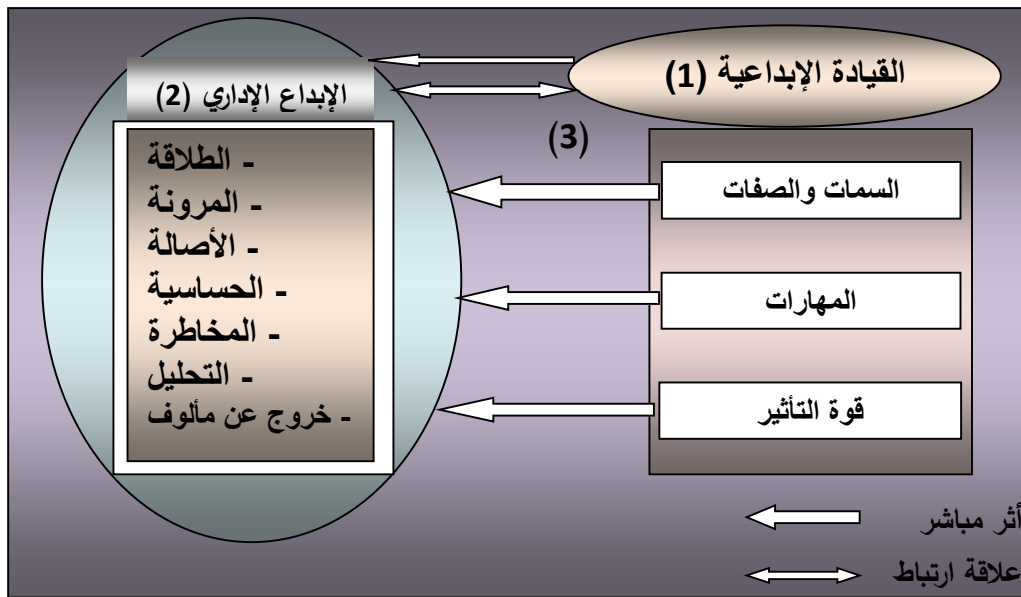 القيادة الإبداعية (1)
الإبداع الإداري (2)
(3)
السمات والصفات
المهارات
قوة التأثير
- الطلاقة
- المرونة
- الأصالة
- الحساسية
- المخاطرة
- التحليل
- خروج عن مألوف
أثر مباشر
علاقة ارتباط